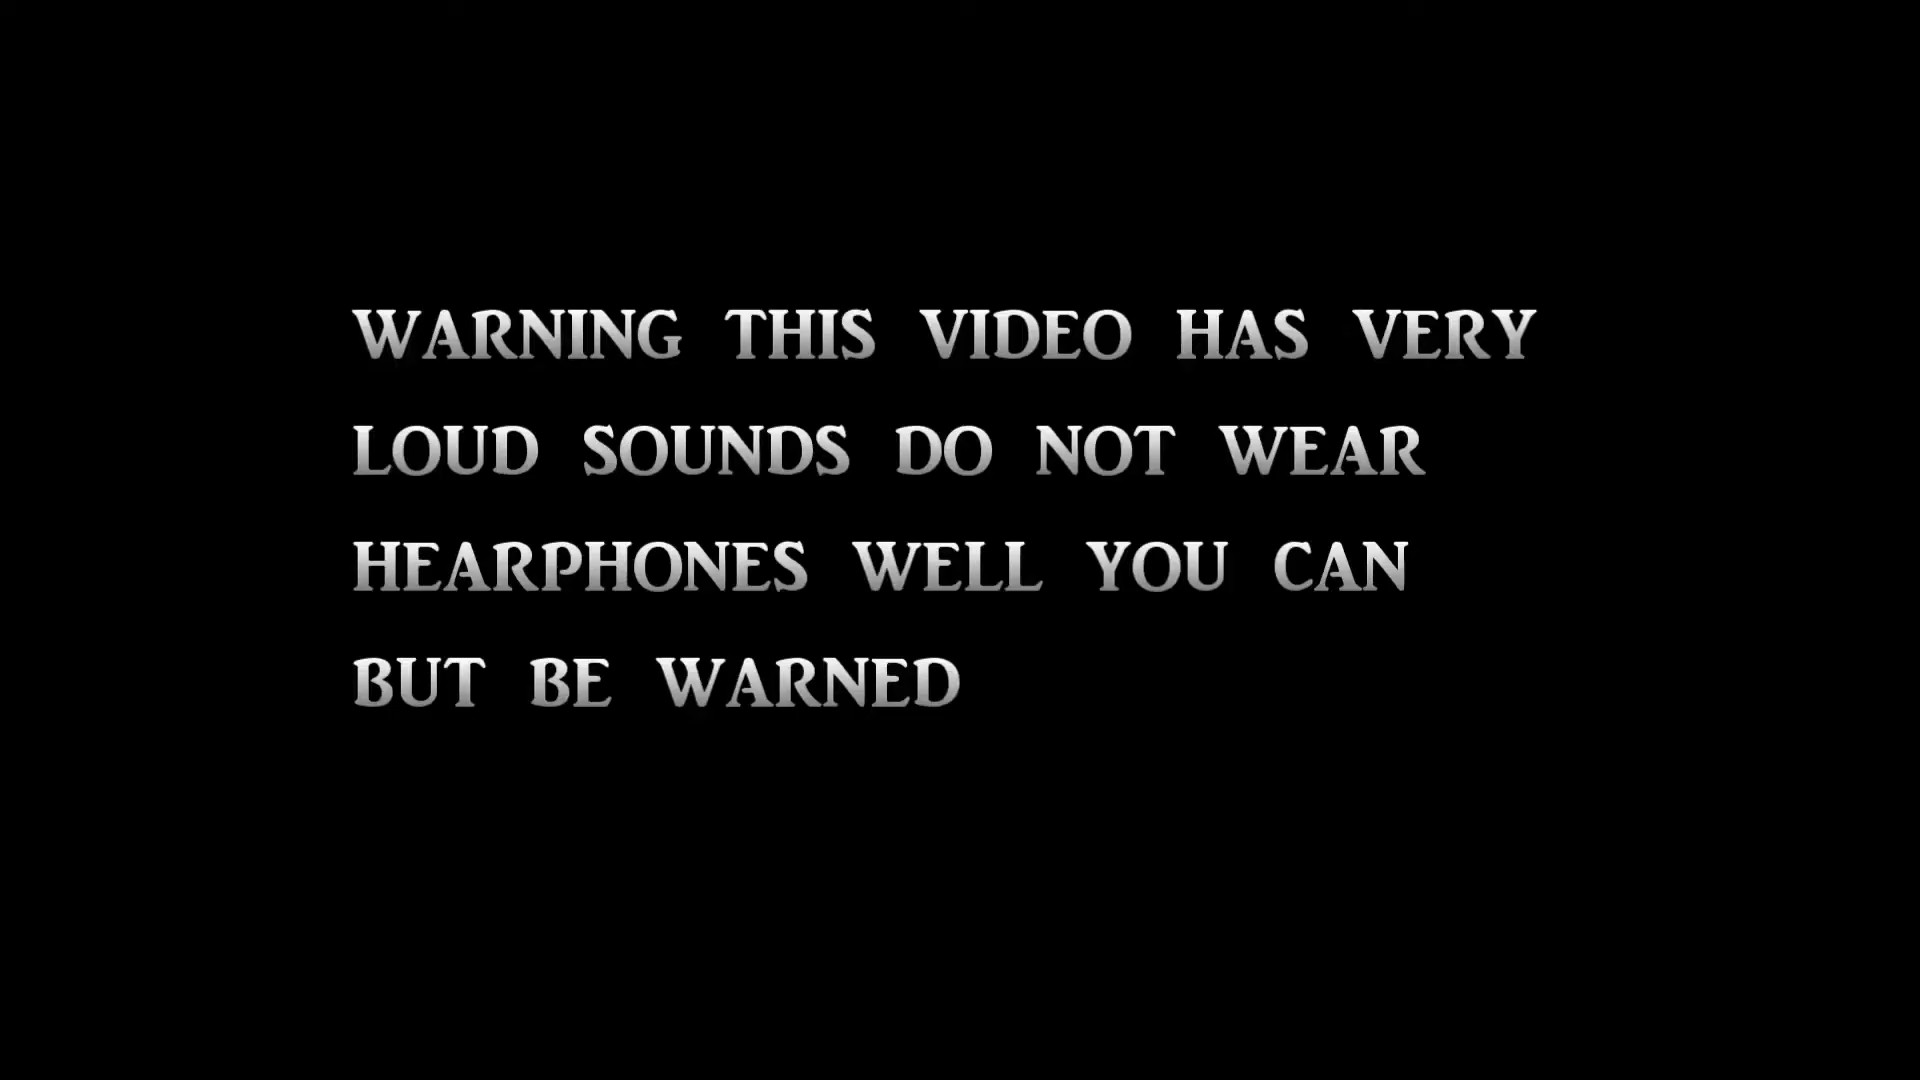 WARNING THIS VIDEO HAS VERY
LOUD SOUNDS DO NOT WEAR
HEARPHONES WELL YOU CAN
BUT BE WARNED